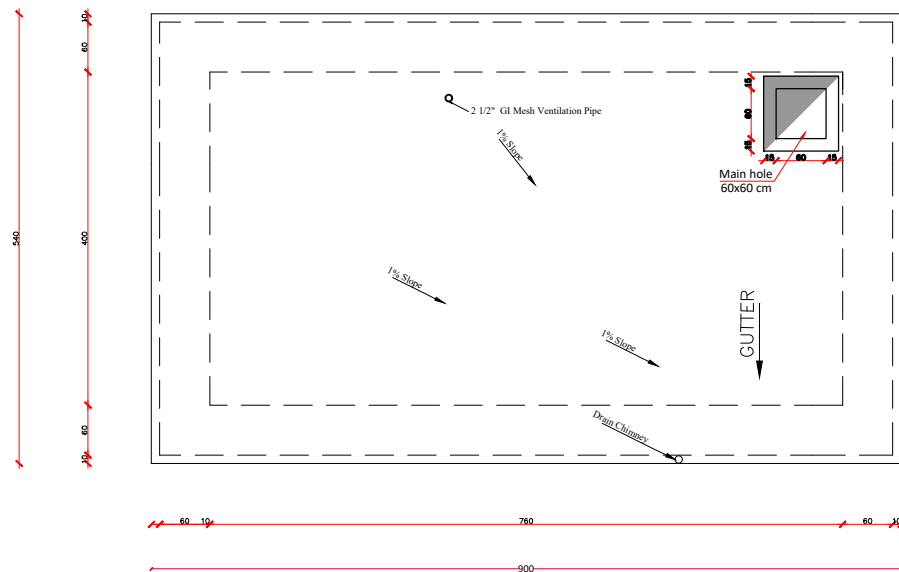 10
60
400
60
10
540
2 1/2" GI Mesh Ventilation Pipe
1% Slope
15
60
15
15
60
15
Main hole
60x60 cm
1% Slope
1% Slope
GUTTER
Drain Chimney
60
10
760
60
10
900